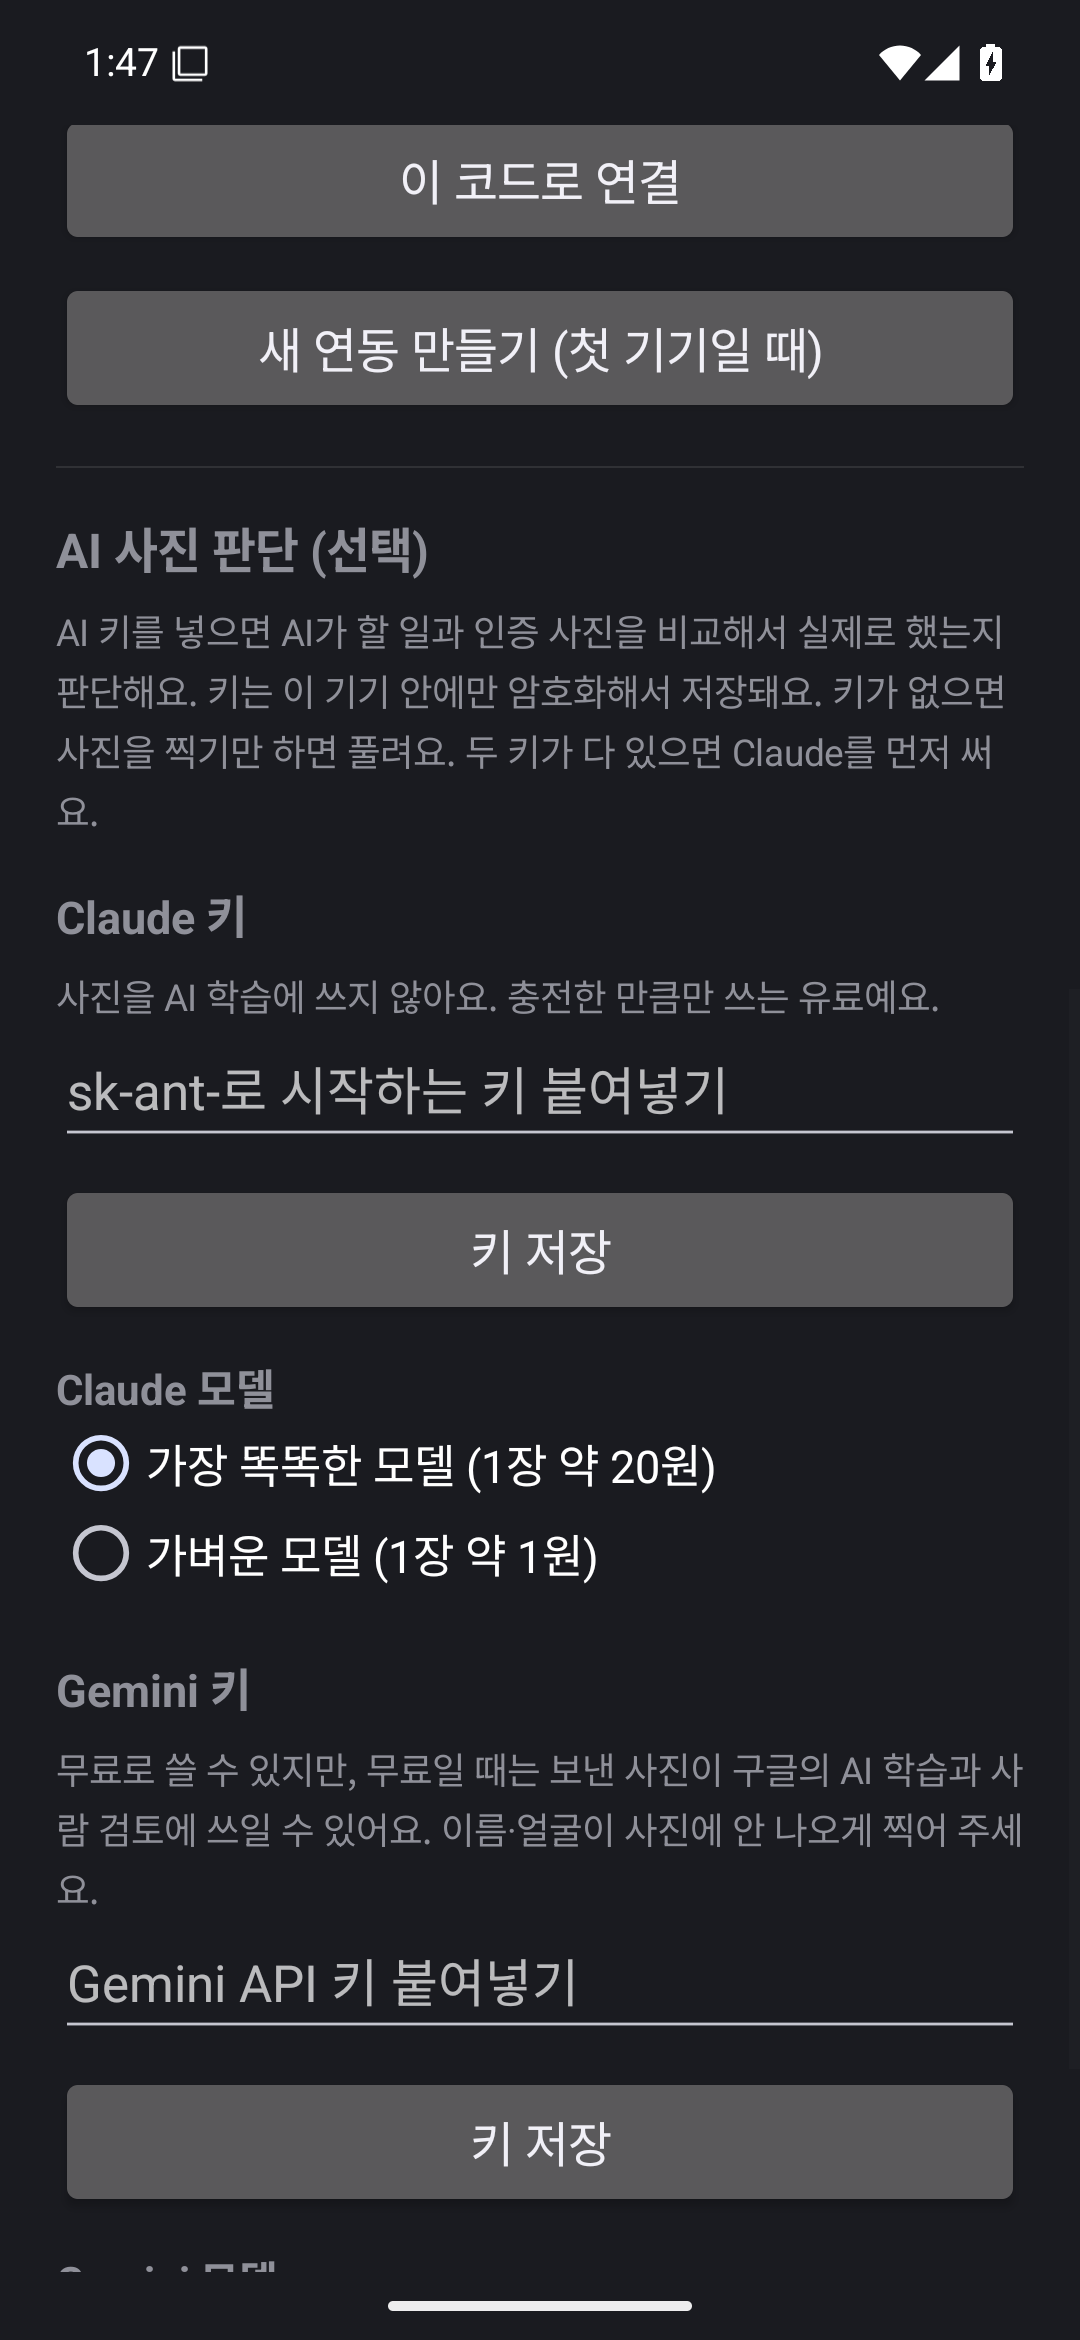 1:47
이 코드로 연결
새 연동 만들기 (첫 기기일 때)
AI 사진 판단 (선택)
AI 키를 넣으면 AI가 할 일과 인증 사진을 비교해서 실제로 했는지
판단해요. 키는 이 기기 안에만 암호화해서 저장돼요. 키가 없으면
사진을 찍기만 하면 풀려요. 두 키가 다 있으면 Claude를 먼저 써
요.
Claude 키
사진을 AI 학습에 쓰지 않아요. 충전한 만큼만 쓰는 유료예요.
sk-ant-로 시작하는 키 붙여넣기
키 저장
Claude 모델
가장 똑똑한 모델 (1장 약 20원)
가벼운 모델 (1장 약 1원)
Gemini 키
무료로 쓸 수 있지만, 무료일 때는 보낸 사진이 구글의 AI 학습과 사
람 검토에 쓰일 수 있어요. 이름·얼굴이 사진에 안 나오게 찍어 주세
요.
Gemini API 키 붙여넣기
키 저장